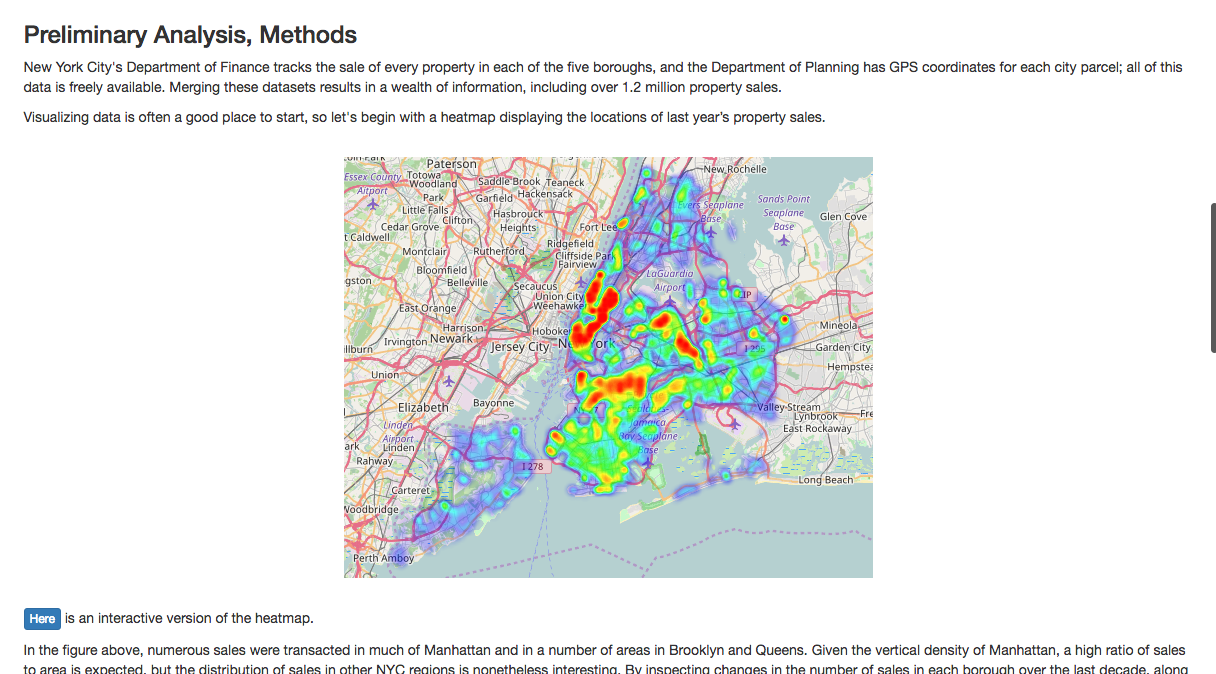 Preliminary Analysis, Methods
New York City's Department of Finance tracks the sale of every property in each of the five boroughs, and the Department of Planning has GPS coordinates for each city parcel; all of this
data is freely available. Merging these datasets results in a wealth of information, including over 1.2 million property sales.
Visualizing data is often a good place to start, so let's begin with a heatmap displaying the locations of last year's property sales.
Paterson
New Rochelle
Essex County
Airport
Totowa
Woodland
Park
Saddle Brook
Teaneck
Hackensack
Garfield
Little Falls
Clifton
Hasbrouck
Heights
Evers Seaplane
Base
Sands Point
Seaplane
Base
Glen Cove
Cedar Grove
Fort Lee
t Caldwell
Montclair
Rutherford
Ridgefield
Cliffside Park
Fairview
Bloomfield
Belleville
Secaucus
LaGuardia
Airport
gston
Union City
Weehawke
East Orange
Harrison
Newark
Irvington
Hoboke
Jersey City
Mineola
I 295
Garden City
llburn
Union
Hempstea
Elizabeth
Bayonne
Valley Stream
Lynbrook
East Rockaway
Fre
Linden
Airport
Linden
Jamaica
Bay Seaplane
Base
ark
Rahway
I 278
Long Beach
Carteret
Woodbridge
Perth Amboy
Here is an interactive version of the heatmap.
In the figure above, numerous sales were transacted in much of Manhattan and in a number of areas in Brooklyn and Queens. Given the vertical density of Manhattan, a high ratio of sales
to area is expected, but the distribution of sales in other NYC regions is nonetheless interesting. By inspecting changes in the number of sales in each borough over the last decade, along